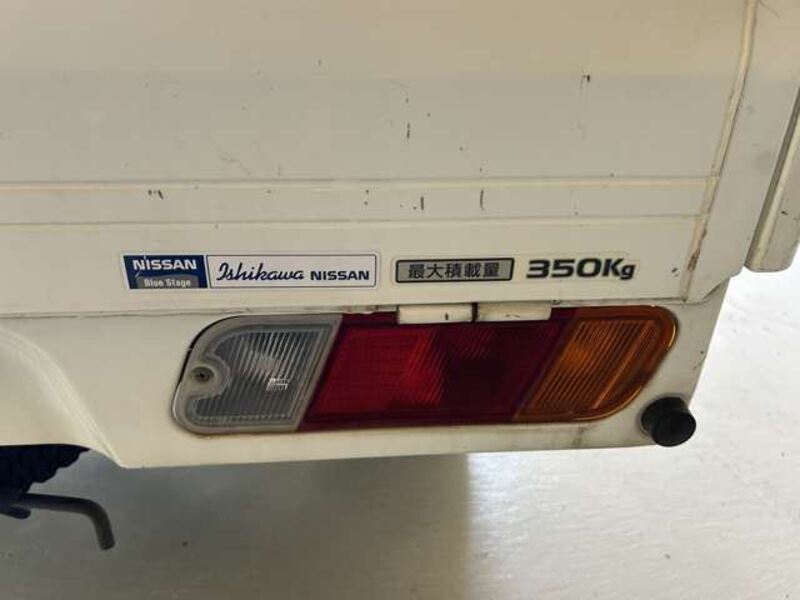 NISSAN
Blue Stage
Ishikawa NISSAN
最大積載量 350Kg